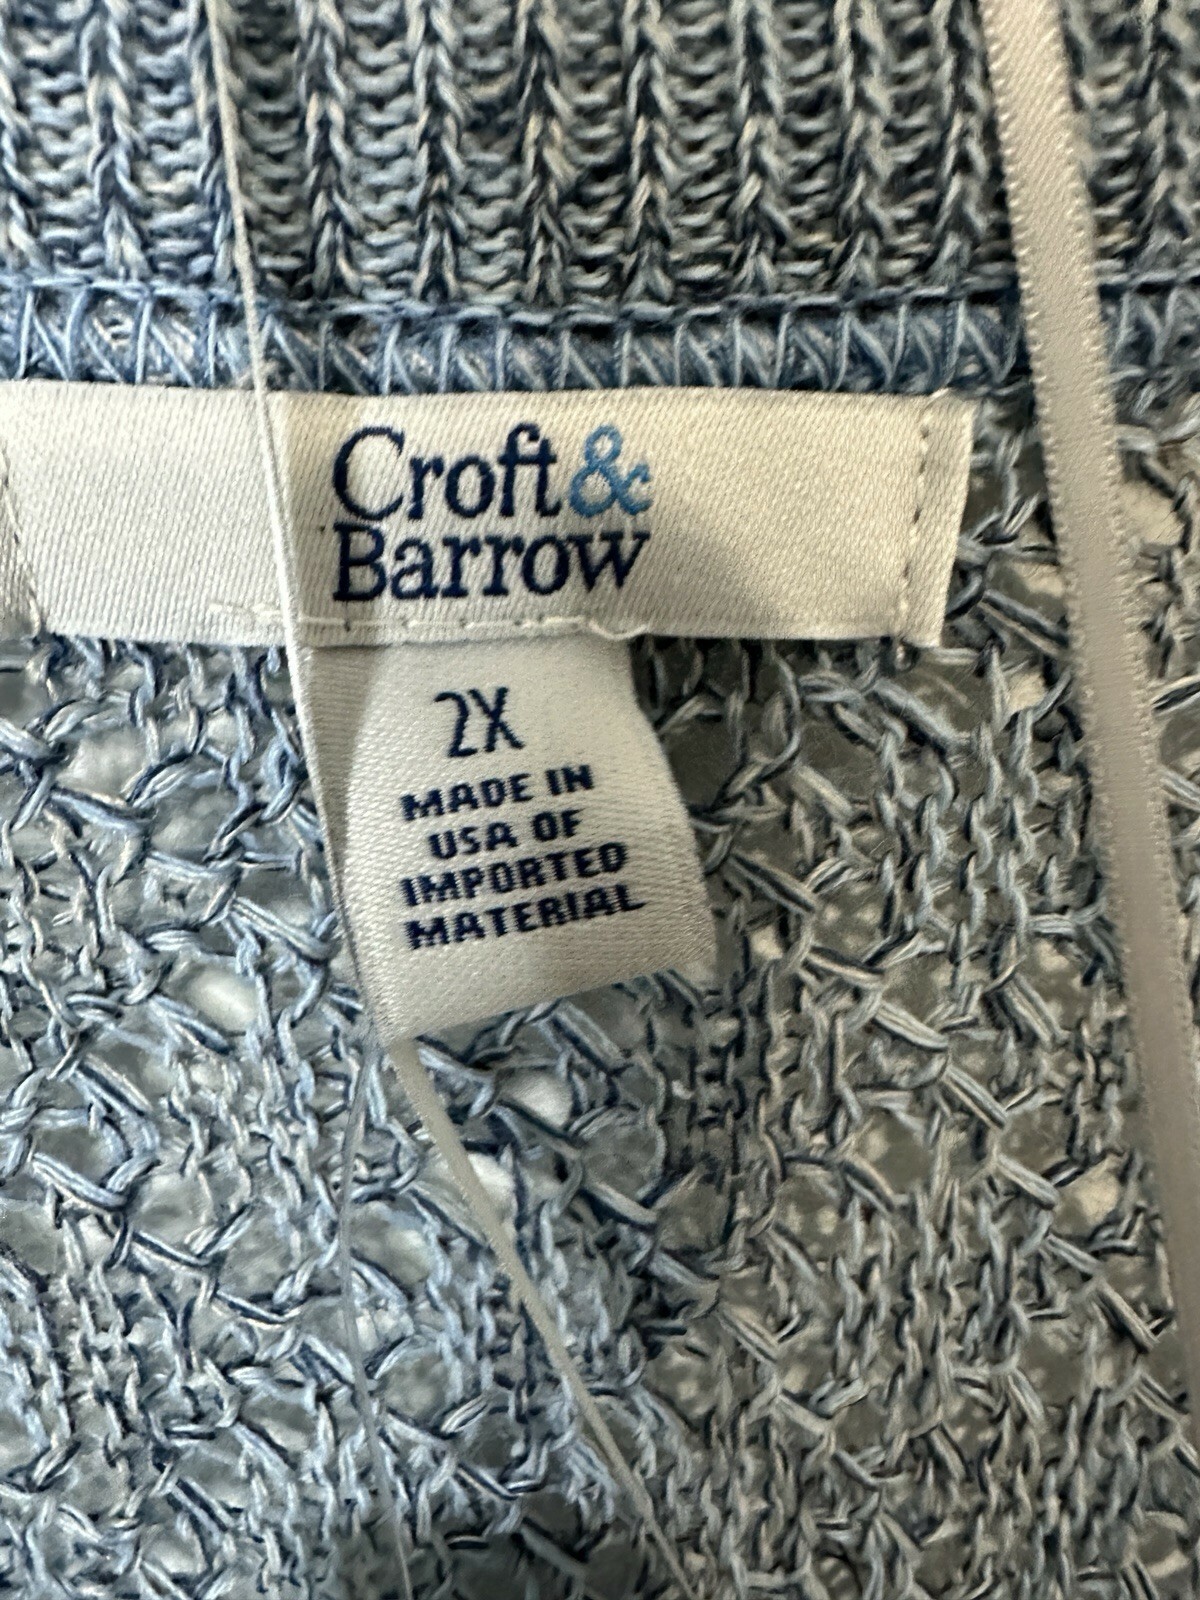 Croft&
Barrow
2X
MADE IN
USA OF
IMPORTED
MATERIAL